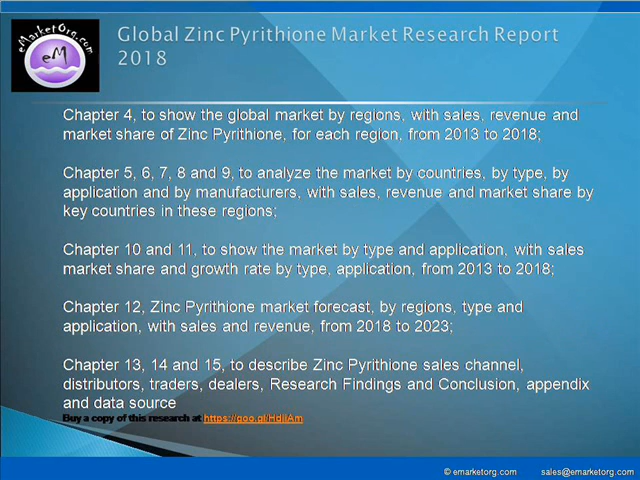 eMarketOrg.com
eM
Global Zinc Pyrithione Market Research Report
2018
Chapter 4, to show the global market by regions, with sales, revenue and
market share of Zinc Pyrithione, for each region, from 2013 to 2018;
Chapter 5, 6, 7, 8 and 9, to analyze the market by countries, by type, by
application and by manufacturers, with sales, revenue and market share by
key countries in these regions;
Chapter 10 and 11, to show the market by type and application, with sales
market share and growth rate by type, application, from 2013 to 2018;
Chapter 12, Zinc Pyrithione market forecast, by regions, type and
application, with sales and revenue, from 2018 to 2023;
Chapter 13, 14 and 15, to describe Zinc Pyrithione sales channel,
distributors, traders, dealers, Research Findings and Conclusion, appendix
and data source
Buy a copy of this research at
© emarketorg.com sales@emarketorg.com